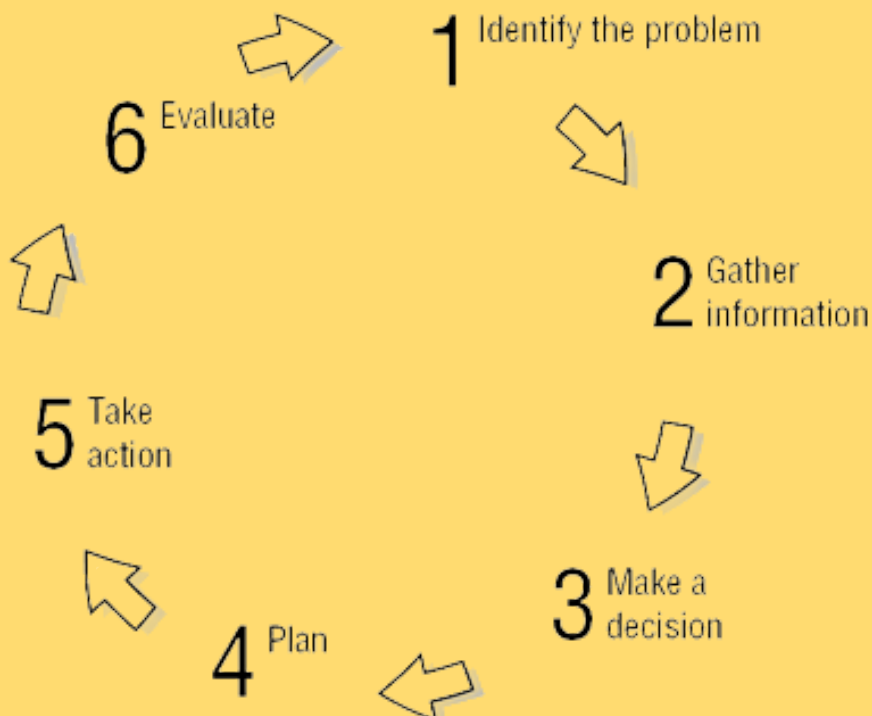 1 Identify the problem
2 Gather
information
3 Make a
decision
4 Plan
5 Take
action
6 Evaluate